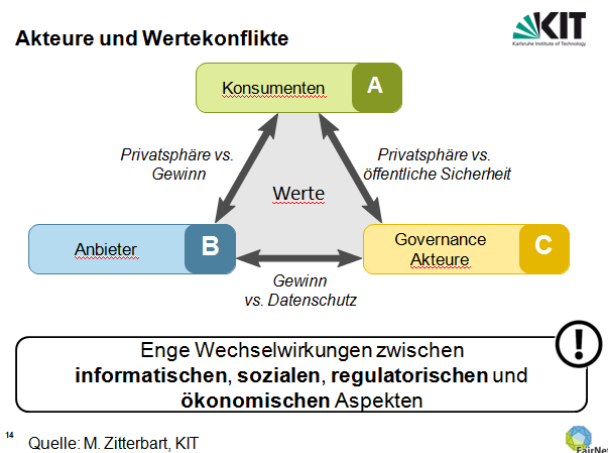 Akteure und Wertekonflikte
KIT
Karlsruhe Institute of Technology
Konsumenten
A
Privatsphäre vs.
Gewinn
Privatsphäre vs.
öffentliche Sicherheit
Werte
Anbieter
B
Governance
Akteure
C
Gewinn
vs. Datenschutz
!
Enge Wechselwirkungen zwischen
informatischen, sozialen, regulatorischen und
ökonomischen Aspekten
14
Quelle: M. Zitterbart, KIT
FairNet